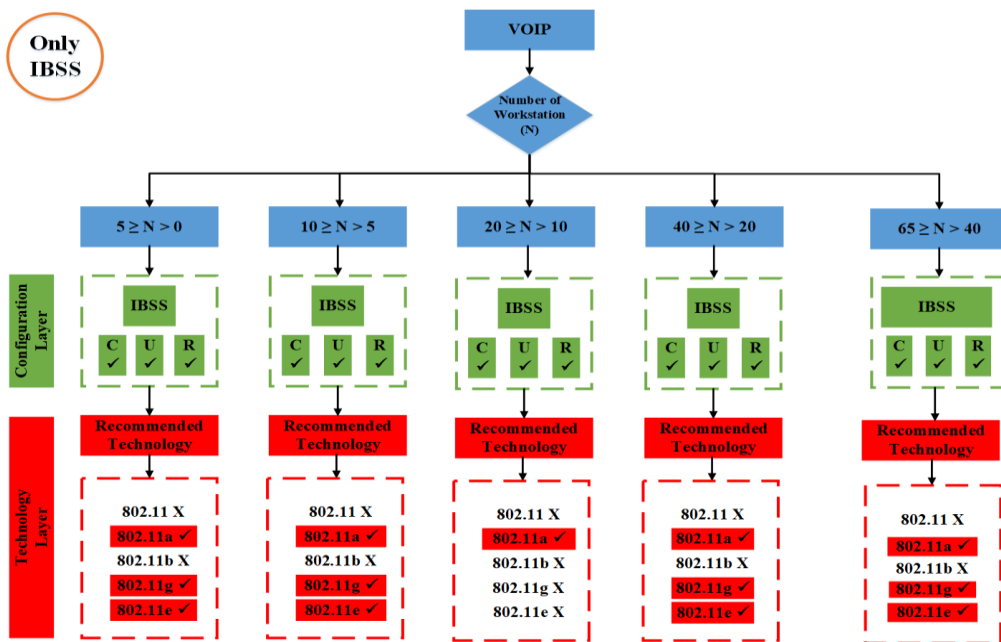 Only
IBSS
VOIP
Number of
Workstation
(N)
5 ≥ N > 0
10 ≥ N > 5
20 ≥ N > 10
40 ≥ N > 20
65 ≥ N > 40
Configuration
Layer
IBSS
C U R
✓ ✓ ✓
IBSS
C U R
✓ ✓ ✓
IBSS
C U R
✓ ✓ ✓
IBSS
C U R
✓ ✓ ✓
IBSS
C U R
✓ ✓ ✓
Technology
Layer
Recommended
Technology
802.11 X
802.11a ✓
802.11b X
802.11g ✓
802.11e ✓
Recommended
Technology
802.11 X
802.11a ✓
802.11b X
802.11g ✓
802.11e ✓
Recommended
Technology
802.11 X
802.11a ✓
802.11b X
802.11g X
802.11e X
Recommended
Technology
802.11 X
802.11a ✓
802.11b X
802.11g ✓
802.11e ✓
Recommended
Technology
802.11 X
802.11a ✓
802.11b X
802.11g ✓
802.11e ✓